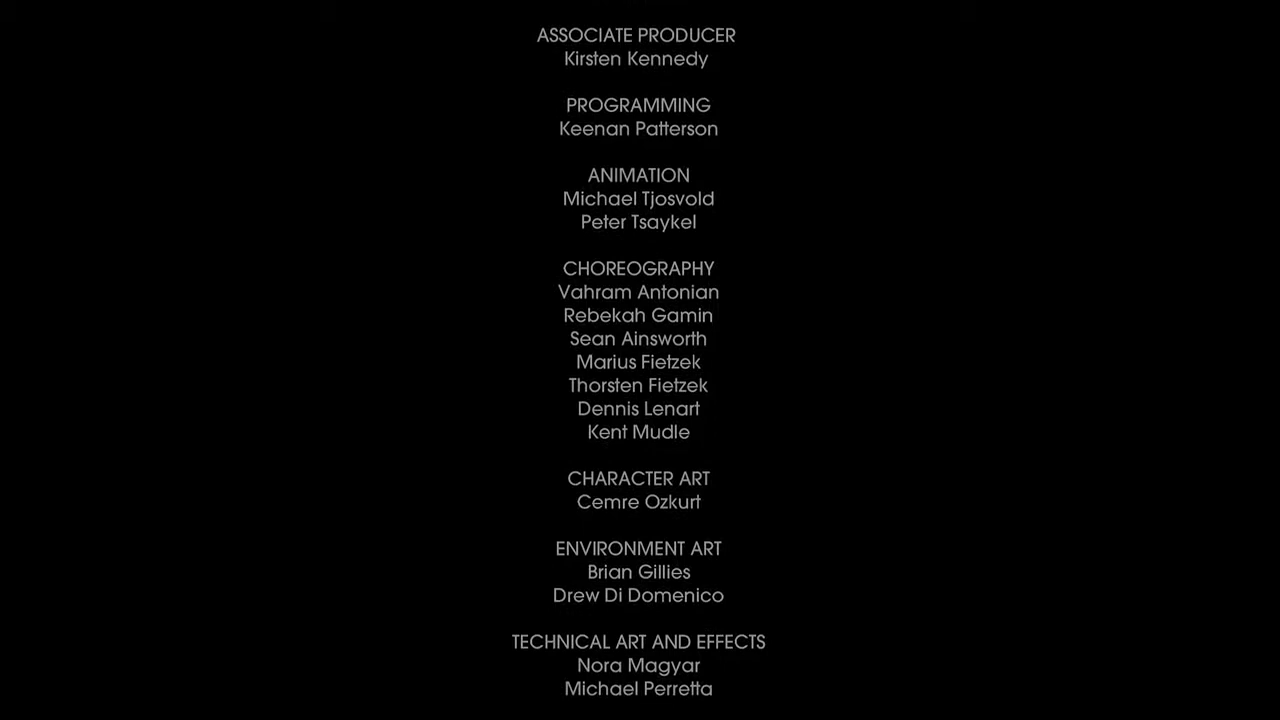 ASSOCIATE PRODUCER
Kirsten Kennedy
PROGRAMMING
Keenan Patterson
ANIMATION
Michael Tjosvold
Peter Tsaykel
CHOREOGRAPHY
Vahram Antonian
Rebekah Gamin
Sean Ainsworth
Marius Fietzek
Thorsten Fietzek
Dennis Lenart
Kent Mudle
CHARACTER ART
Cemre Ozkurt
ENVIRONMENT ART
Brian Gillies
Drew Di Domenico
TECHNICAL ART AND EFFECTS
Nora Magyar
Michael Perretta